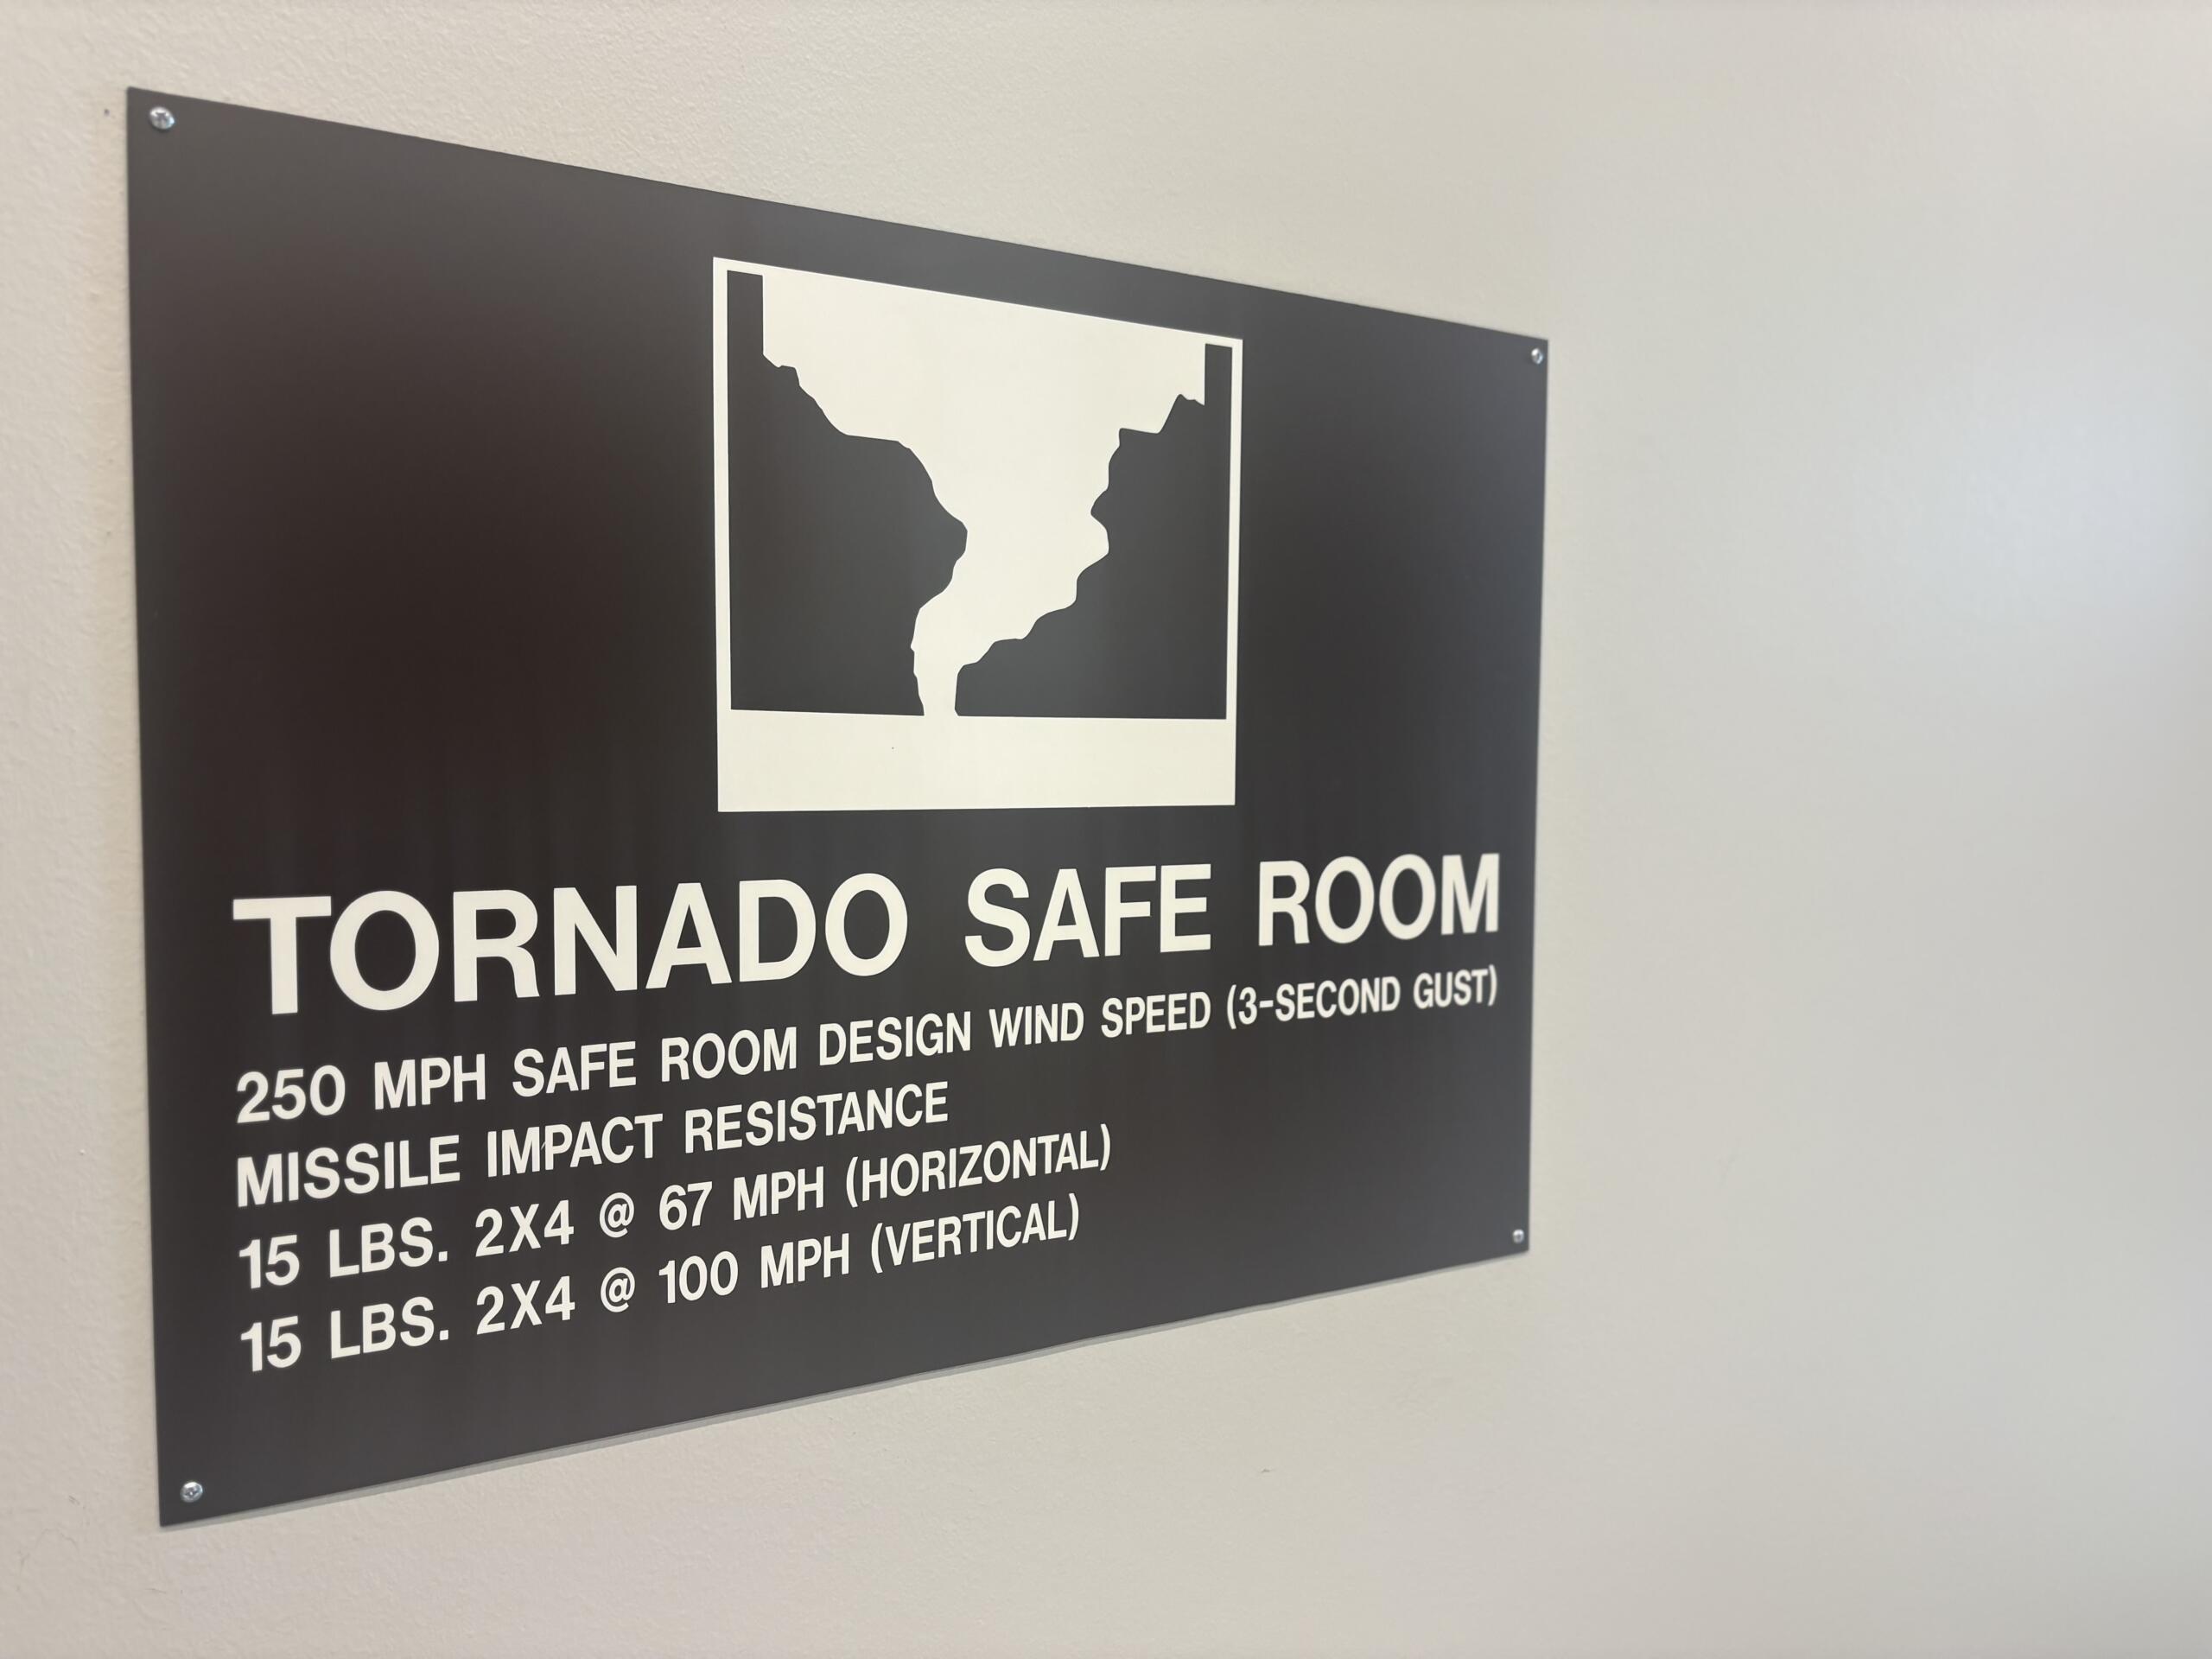 TORNADO SAFE ROOM
250 MPH SAFE ROOM DESIGN WIND SPEED (3-SECOND GUST)
MISSILE IMPACT RESISTANCE
15 LBS. 2X4 @ 67 MPH (HORIZONTAL)
15 LBS. 2X4 @ 100 MPH (VERTICAL)